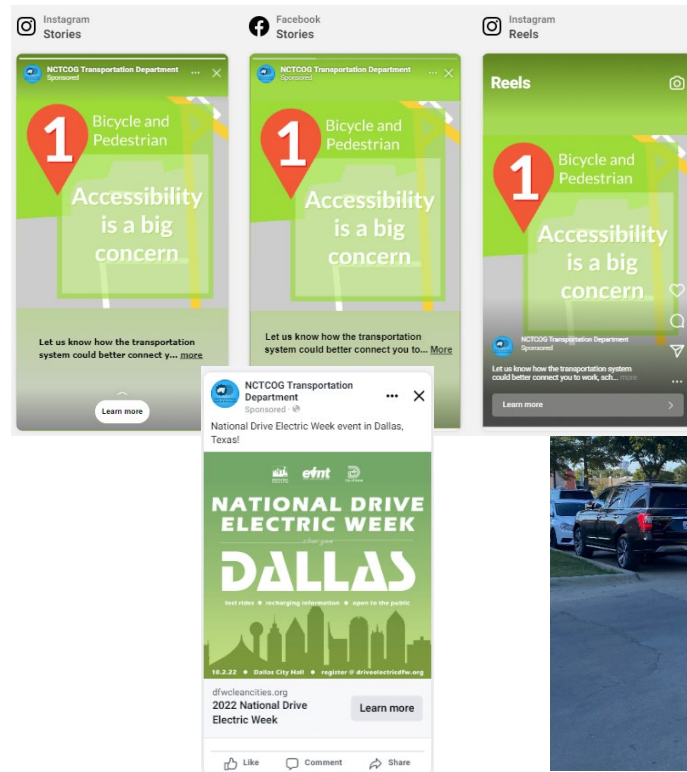 Instagram
Stories
NCTCOG Transportation Department
Sponsored
1
Bicycle and
Pedestrian
Accessibility
is a big
concern
Let us know how the transportation
system could better connect y... more
Learn more
Facebook
Stories
NCTCOG Transportation Department
Sponsored
1
Bicycle and
Pedestrian
Accessibility
is a big
concern
Let us know how the transportation
system could better connect you to... More
Instagram
Reels
Reels
1
Bicycle and
Pedestrian
Accessibility
is a big
concern
NCTCOG Transportation Department
Sponsored
Let us know how the transportation system
could better connect you to work, sch... more
Learn more
NCTCOG Transportation
Department
Sponsored
National Drive Electric Week event in Dallas,
Texas!
evnt
NATIONAL DRIVE
ELECTRIC WEEK
DALLAS
test rides recharging information open to the public
10.2.22 Dallas City Hall register @ driveelectricdfw.org
dfwcleancities.org
2022 National Drive
Electric Week
Learn more
Like Comment Share